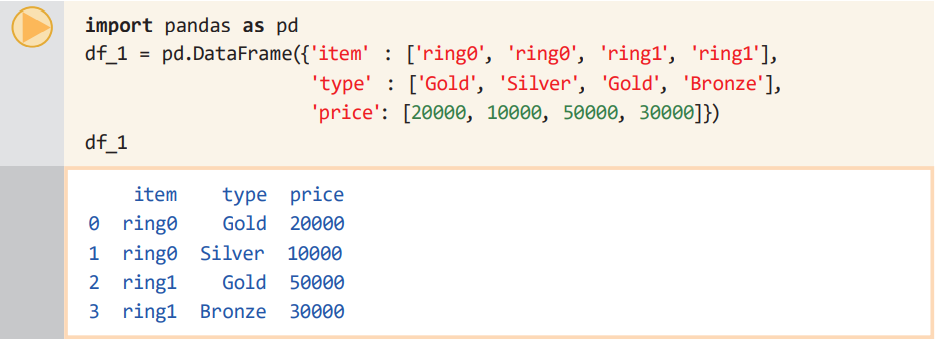 import pandas as pd
df_1 = pd.DataFrame({'item' : ['ring0', 'ring0', 'ring1', 'ring1'],
'type' : ['Gold', 'Silver', 'Gold', 'Bronze'],
'price': [20000, 10000, 50000, 30000]})
df_1
item type price
0 ring0 Gold 20000
1 ring0 Silver 10000
2 ring1 Gold 50000
3 ring1 Bronze 30000